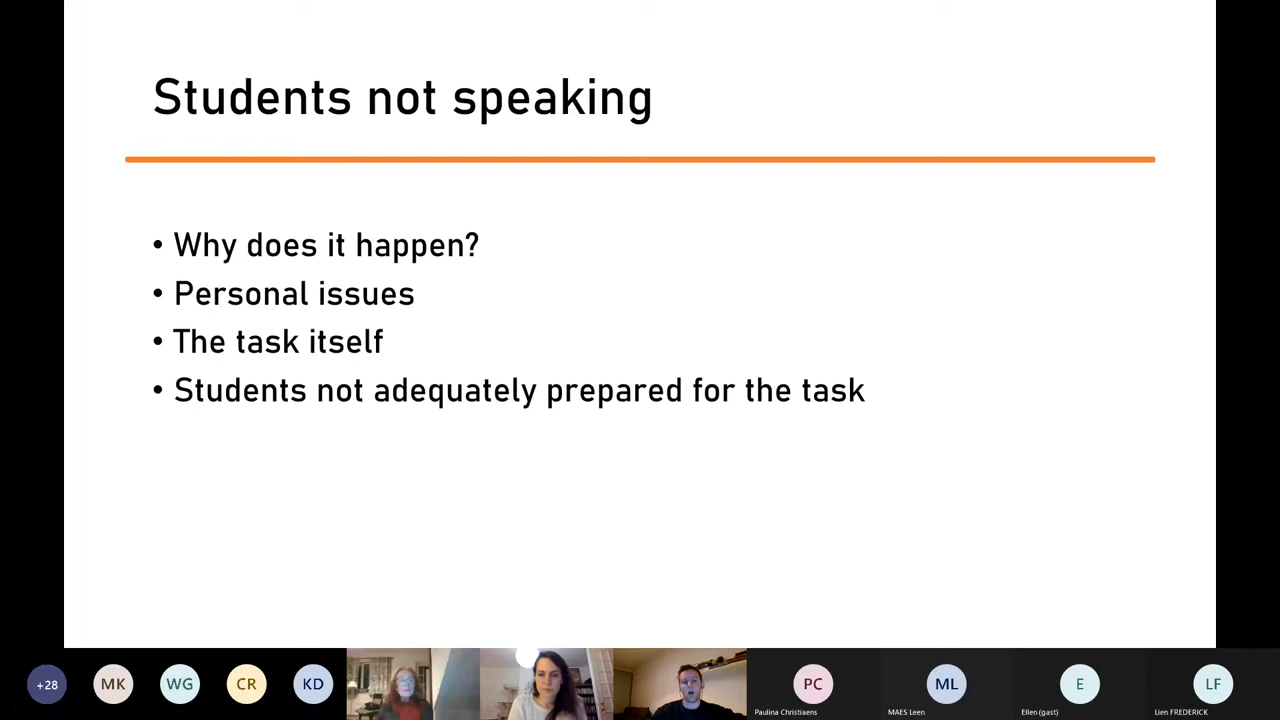 Students not speaking
• Why does it happen?
• Personal issues
• The task itself
• Students not adequately prepared for the task
+28
MK
WG
CR
KD
PC
ML
E
LF
Paulina Christiaens
MAES Leen
Ellen (gast)
Lien FREDERICK